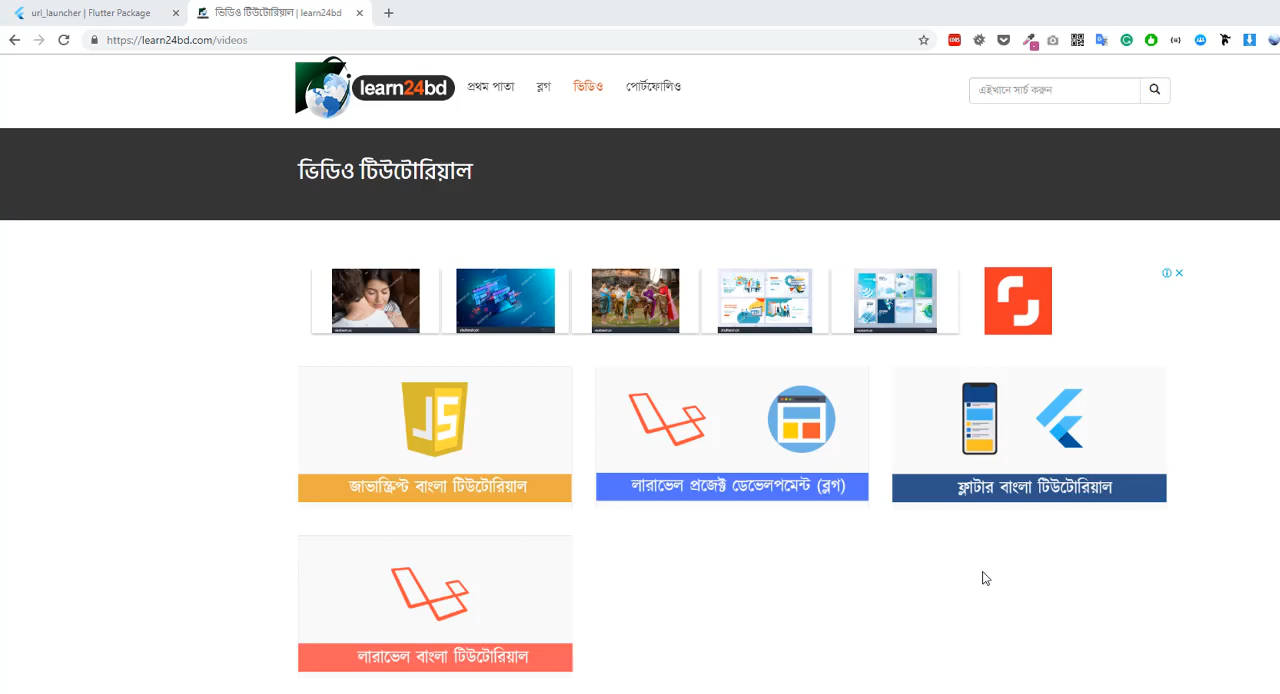 url_launcher | Flutter Package
ভিডিও টিউটোরিয়াল | learn24bd
https://learn24bd.com/videos
learn24bd
প্রথম পাতা
ব্লগ
ভিডিও
পোর্টফোলিও
এইখানে সার্চ করুন
ভিডিও টিউটোরিয়াল
JS
জাভাস্ক্রিপ্ট বাংলা টিউটোরিয়াল
লারাভেল প্রজেক্ট ডেভেলপমেন্ট (ব্লগ)
ফ্লাটার বাংলা টিউটোরিয়াল
লারাভেল বাংলা টিউটোরিয়াল